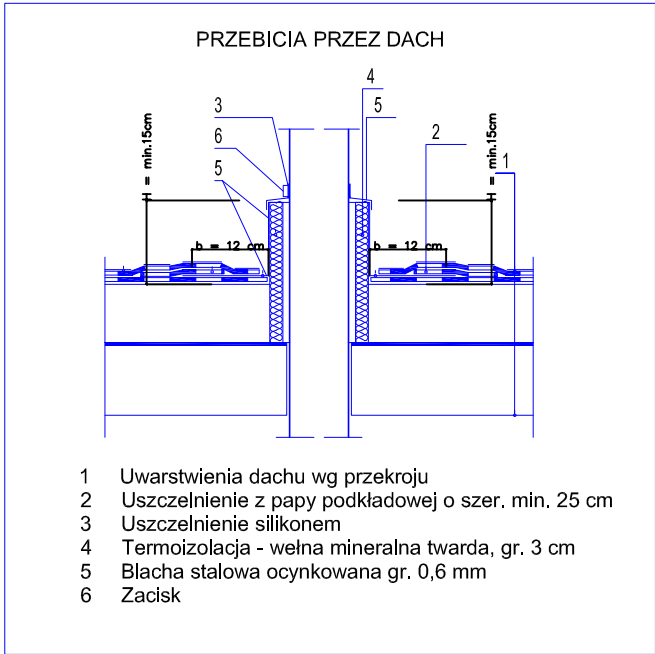 PRZEBICIA PRZEZ DACH
4
3
5
6
2
5
1
H = min.15cm
H = min.15cm
b = 12 cm
b = 12 cm
1 Uwarstwienia dachu wg przekroju
2 Uszczelnienie z papy podkładowej o szer. min. 25 cm
3 Uszczelnienie silikonem
4 Termoizolacja - wełna mineralna twarda, gr. 3 cm
5 Blacha stalowa ocynkowana gr. 0,6 mm
6 Zacisk